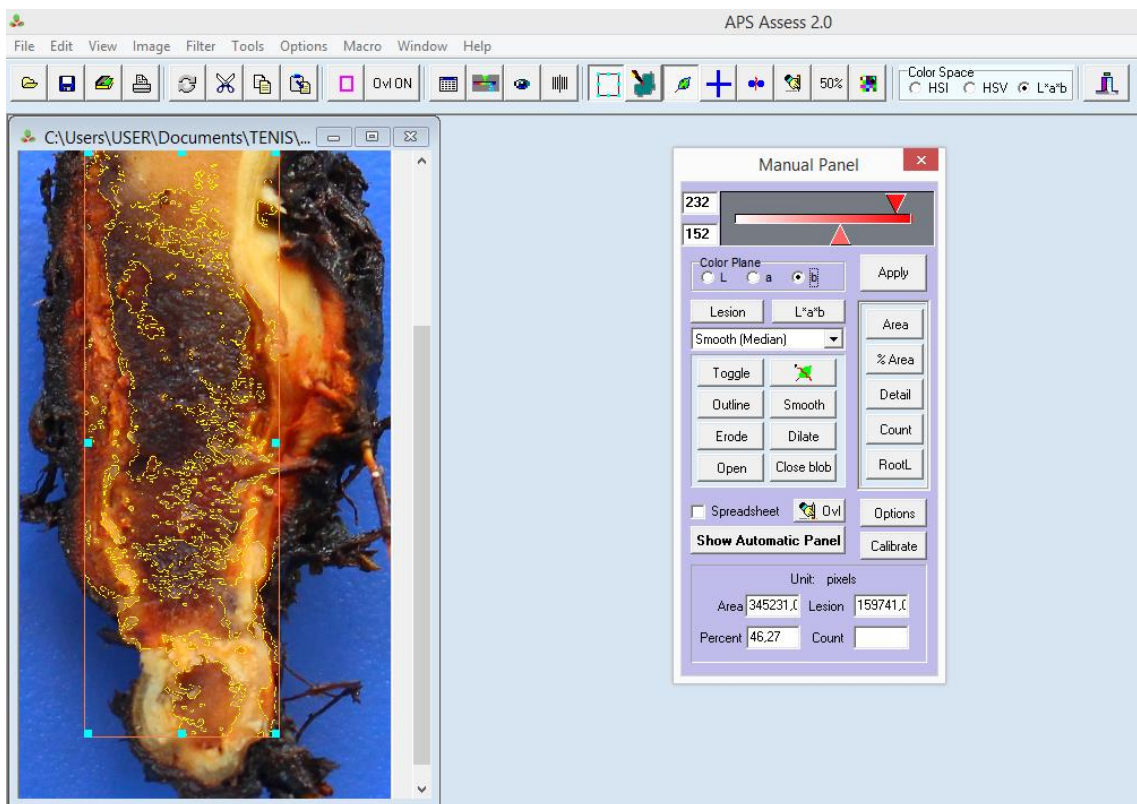 APS Assess 2.0
File Edit View Image Filter Tools Options Macro Window Help
Ovl ON
50%
Color Space
HSI HSV L*a*b
C:\Users\USER\Documents\TENIS\...
Manual Panel
232
152
Color Plane
L a b
Apply
Lesion L*a*b
Smooth (Median)
Area
% Area
Toggle
Detail
Outline Smooth
Count
Erode Dilate
RootL
Open Close blob
Spreadsheet Ovl
Options
Show Automatic Panel
Calibrate
Unit: pixels
Area 345231,( Lesion 159741,(
Percent 46,27 Count